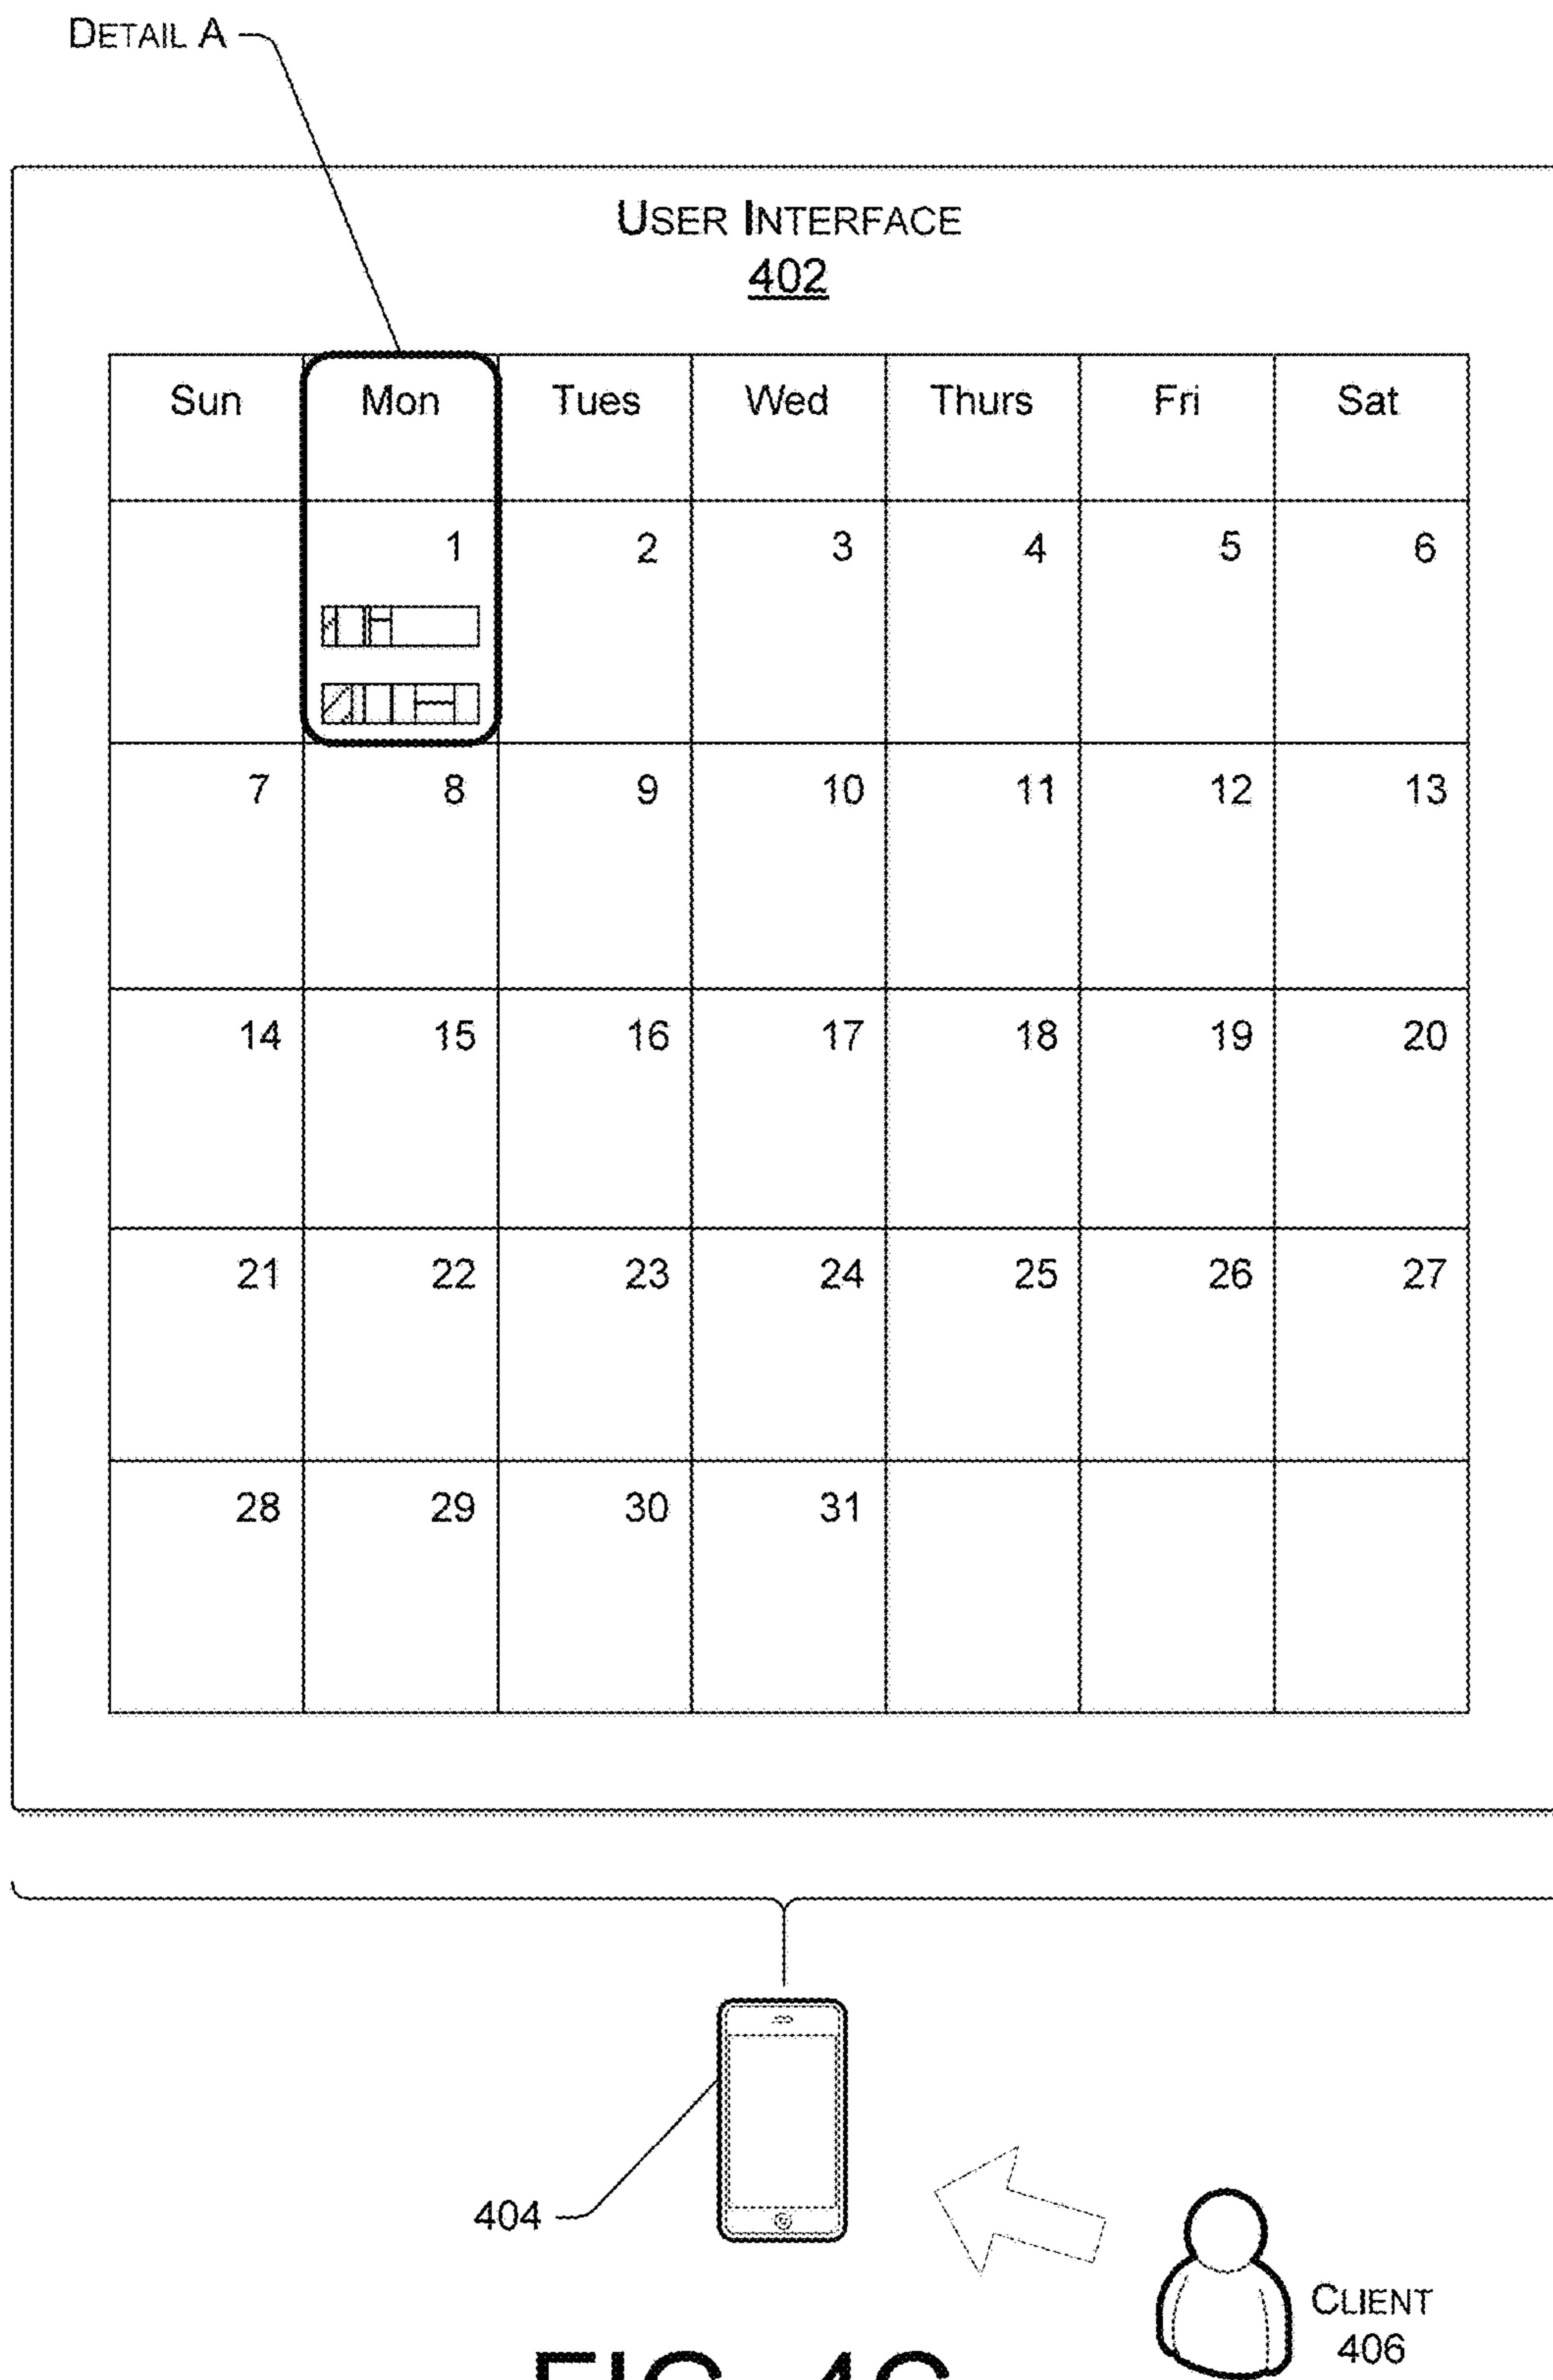 DETAIL A
USER INTERFACE
402
Sun Mon Tues Wed Thurs Fri Sat
1 2 3 4 5 6
7 8 9 10 11 12 13
14 15 16 17 18 19 20
21 22 23 24 25 26 27
28 29 30 31
404
CLIENT
406
FIG. 4C